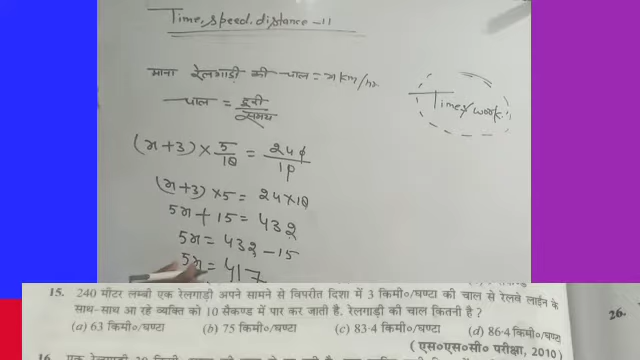 Time, speed. distance -11
माना रेलगाड़ी की चाल = x km/hr
Time & work
चाल = दूरी / समय
(x + 3) × 5/18 = 240/10
(x + 3) × 5 = 24 × 18
5x + 15 = 432
5x = 432 - 15
5x = 417
15. 240 मीटर लम्बी एक रेलगाड़ी अपने सामने से विपरीत दिशा में 3 किमी०/घण्टा की चाल से रेलवे लाईन के
साथ-साथ आ रहे व्यक्ति को 10 सैकण्ड में पार कर जाती है. रेलगाड़ी की चाल कितनी है ?
26.
(a) 63 किमी०/घण्टा (b) 75 किमी०/घण्टा (c) 83·4 किमी०/घण्टा (d) 86·4 किमी०/घण्टा
(एस०एस०सी० परीक्षा, 2010)
16.